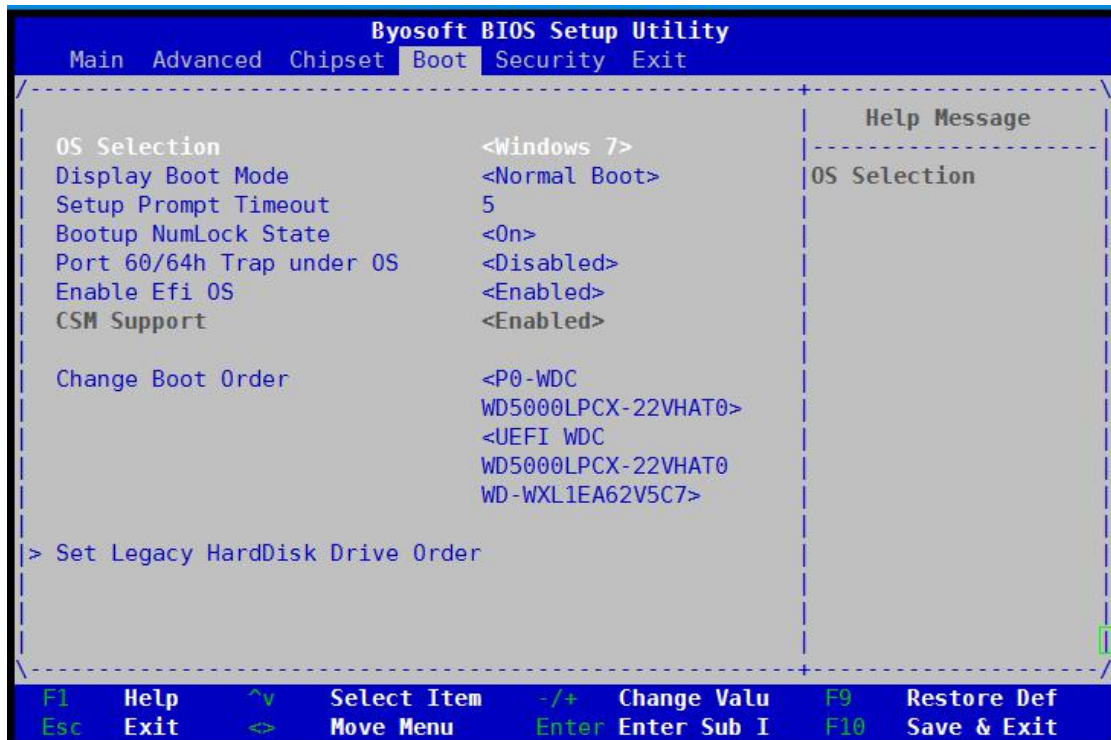 Byosoft BIOS Setup Utility
Main Advanced Chipset Boot Security Exit
Help Message
OS Selection <Windows 7>
Display Boot Mode <Normal Boot> OS Selection
Setup Prompt Timeout 5
Bootup NumLock State <On>
Port 60/64h Trap under OS <Disabled>
Enable Efi OS <Enabled>
CSM Support <Enabled>
Change Boot Order <P0-WDC
WD5000LPCX-22VHAT0>
<UEFI WDC
WD5000LPCX-22VHAT0
WD-WXL1EA62V5C7>
> Set Legacy HardDisk Drive Order
F1 Help ^v Select Item -/+ Change Valu F9 Restore Def
Esc Exit <> Move Menu Enter Enter Sub I F10 Save & Exit